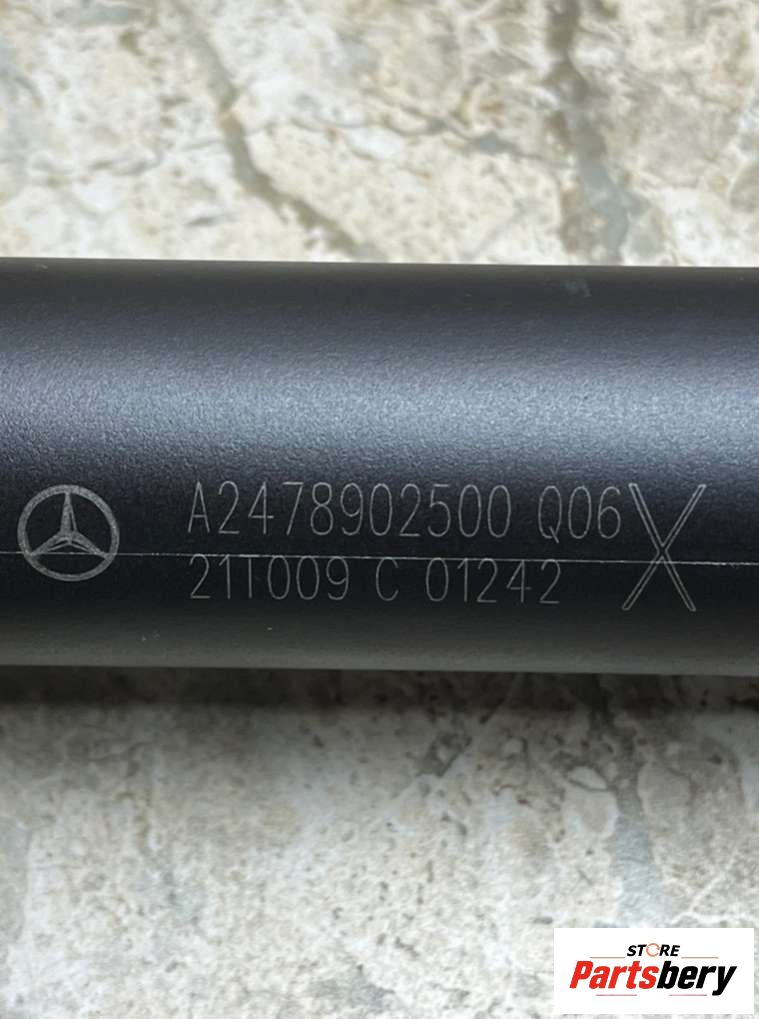 A2478902500 Q06 X
21T009 C 01242
STORE
Partsbery